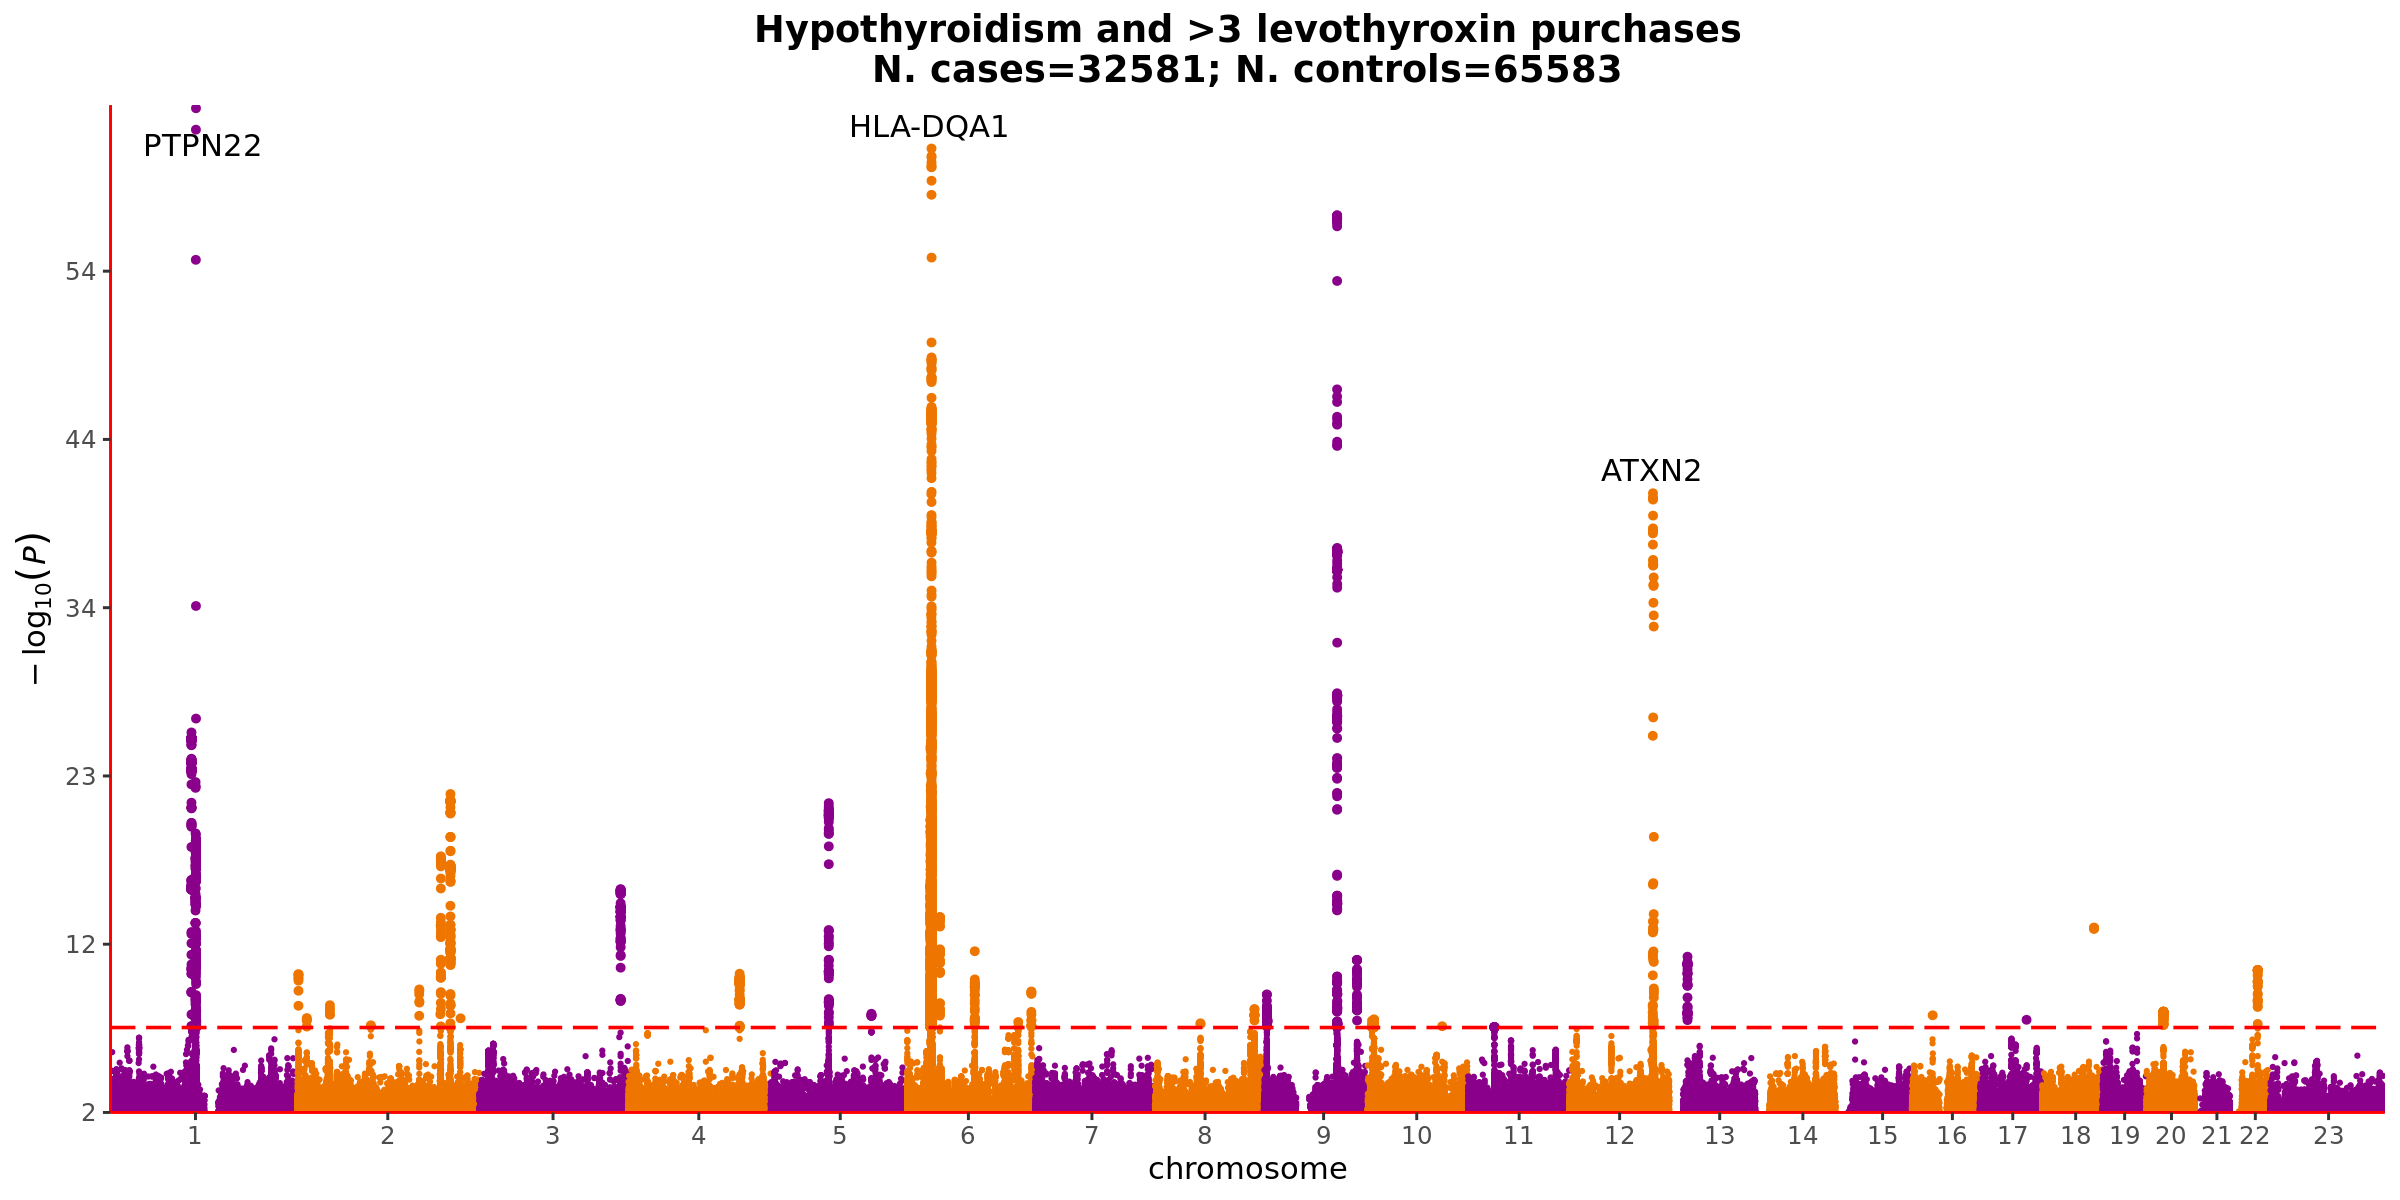 Hypothyroidism and >3 levothyroxin purchases
N. cases=32581; N. controls=65583
PTPN22
HLA-DQA1
ATXN2
54
44
34
23
12
2
−log10(P)
1 2 3 4 5 6 7 8 9 10 11 12 13 14 15 16 17 18 19 20 21 22 23
chromosome